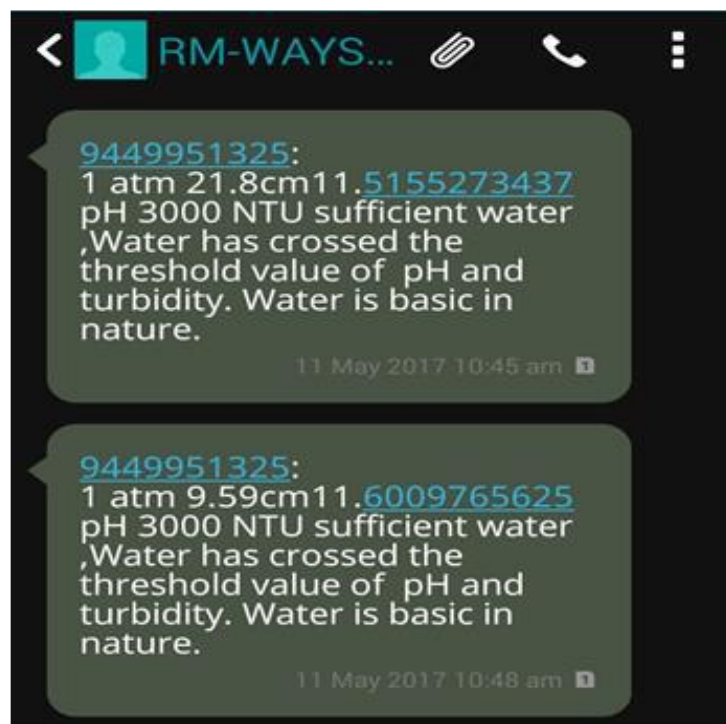 RM-WAYS...
9449951325:
1 atm 21.8cm11.5155273437
pH 3000 NTU sufficient water
,Water has crossed the
threshold value of  pH and
turbidity. Water is basic in
nature.
11 May 2017 10:45 am 1
9449951325:
1 atm 9.59cm11.6009765625
pH 3000 NTU sufficient water
,Water has crossed the
threshold value of  pH and
turbidity. Water is basic in
nature.
11 May 2017 10:48 am 1